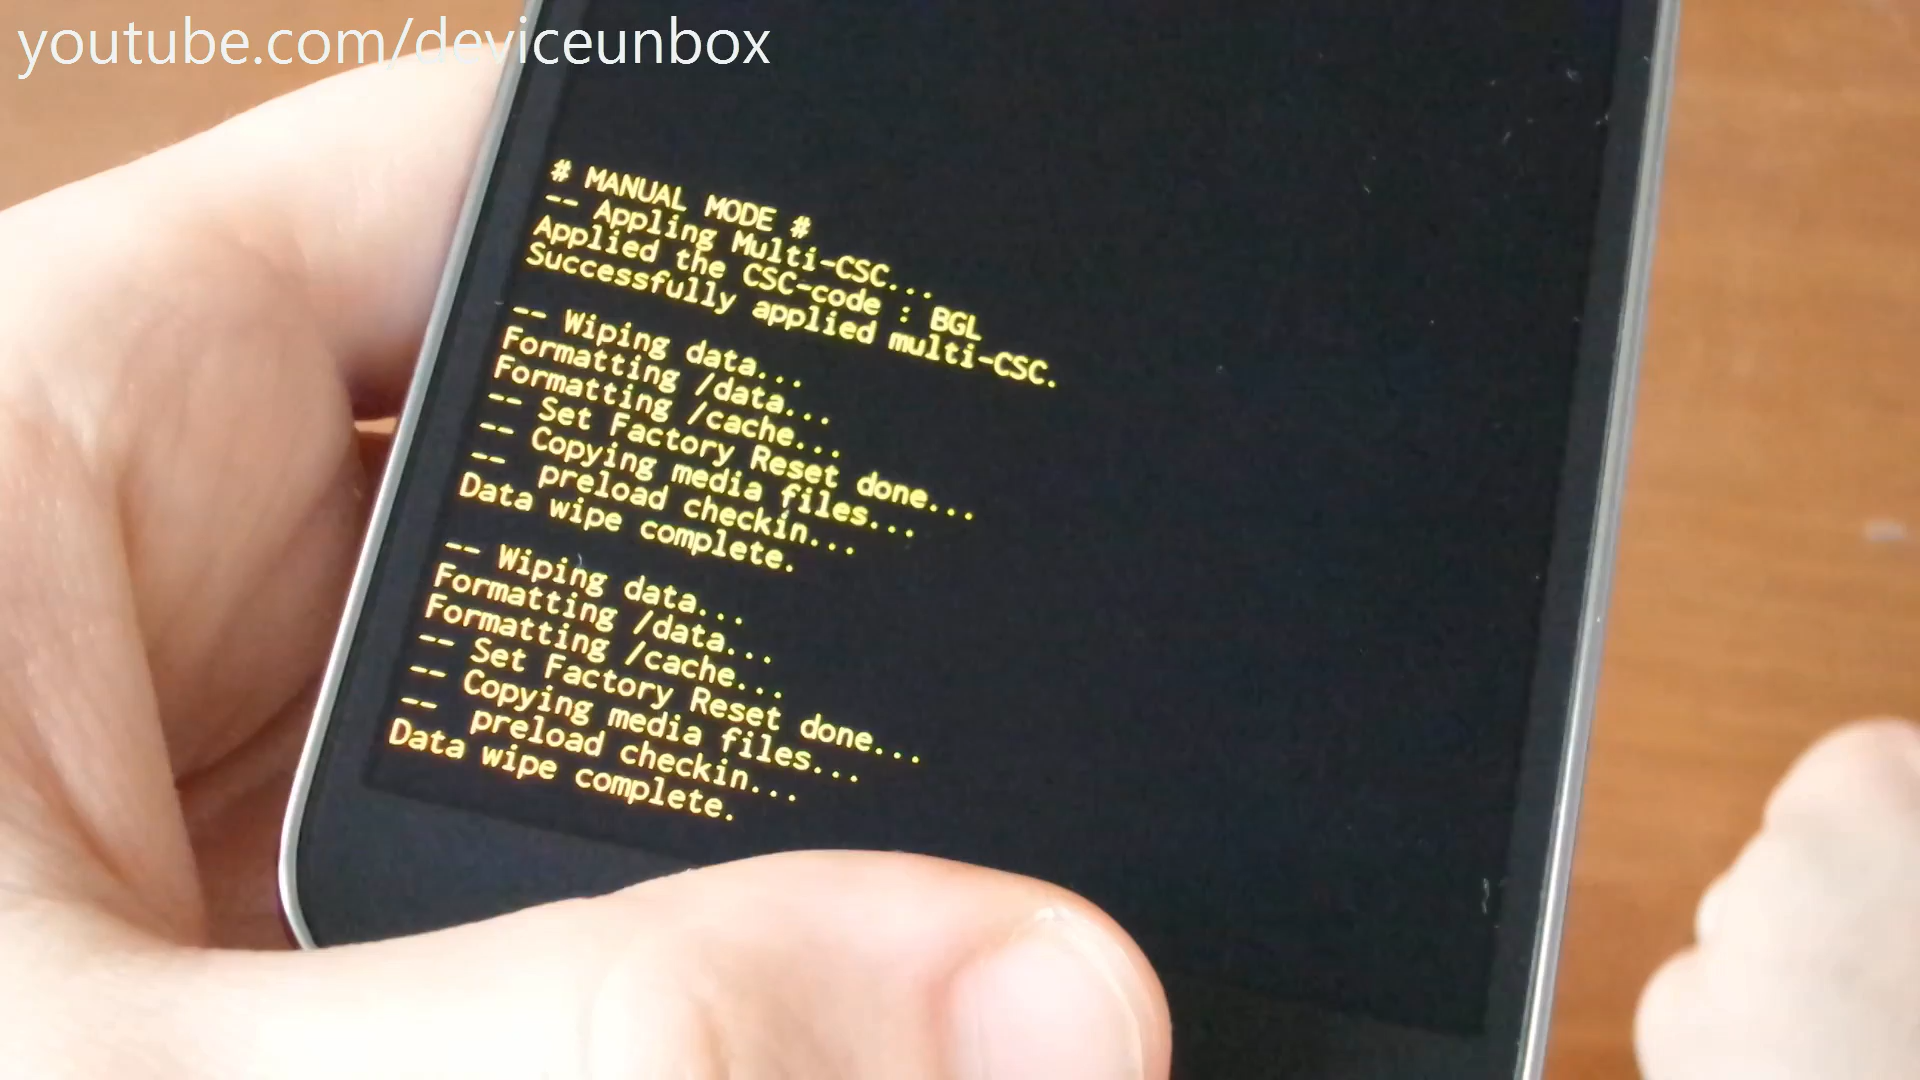 youtube.com/deviceunbox
# MANUAL MODE #
-- Appling Multi-CSC...
Applied the CSC-code : BGL
Successfully applied multi-CSC.
-- Wiping data...
Formatting /data...
Formatting /cache...
-- Set Factory Reset done...
-- Copying media files...
-- preload checkin...
Data wipe complete.
-- Wiping data...
Formatting /data...
Formatting /cache...
-- Set Factory Reset done...
-- Copying media files...
-- preload checkin...
Data wipe complete.